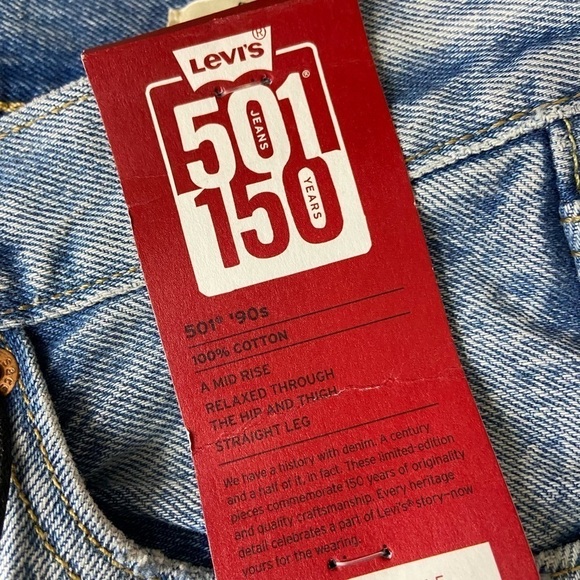 Levi's®
501®
JEANS
150
YEARS
501® '90s
100% COTTON
A MID RISE
RELAXED THROUGH
THE HIP AND THIGH
STRAIGHT LEG
We have a history with denim. A century
and a half of it, in fact. These limited-edition
pieces commemorate 150 years of originality
and quality craftsmanship. Every heritage
detail celebrates a part of Levi's® story–now
yours for the wearing.